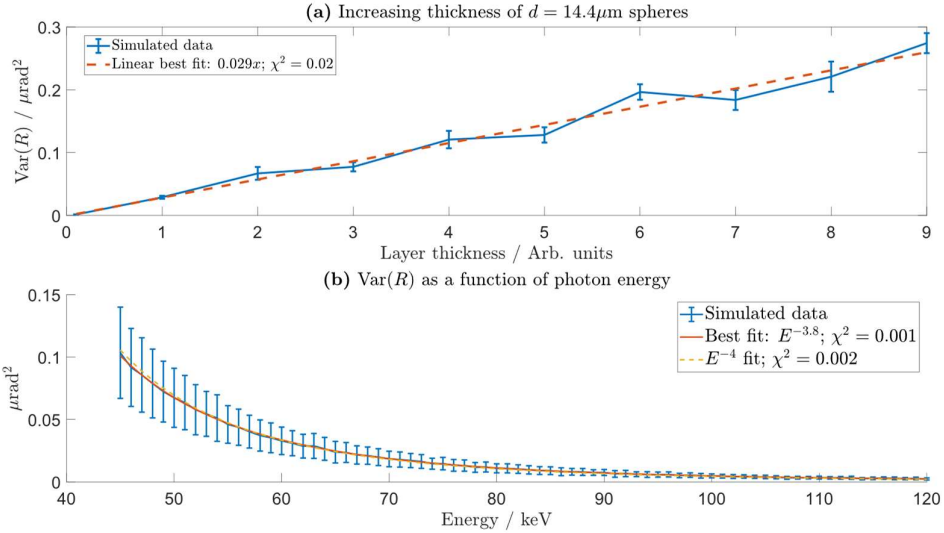 (a) Increasing thickness of d = 14.4μm spheres
0.3
0.2
0.1
0
Var(R) / μrad²
Simulated data
Linear best fit: 0.029x; χ² = 0.02
0 1 2 3 4 5 6 7 8 9
Layer thickness / Arb. units
(b) Var(R) as a function of photon energy
0.15
0.1
0.05
0
μrad²
Simulated data
Best fit: E⁻³·⁸; χ² = 0.001
E⁻⁴ fit; χ² = 0.002
40 50 60 70 80 90 100 110 120
Energy / keV